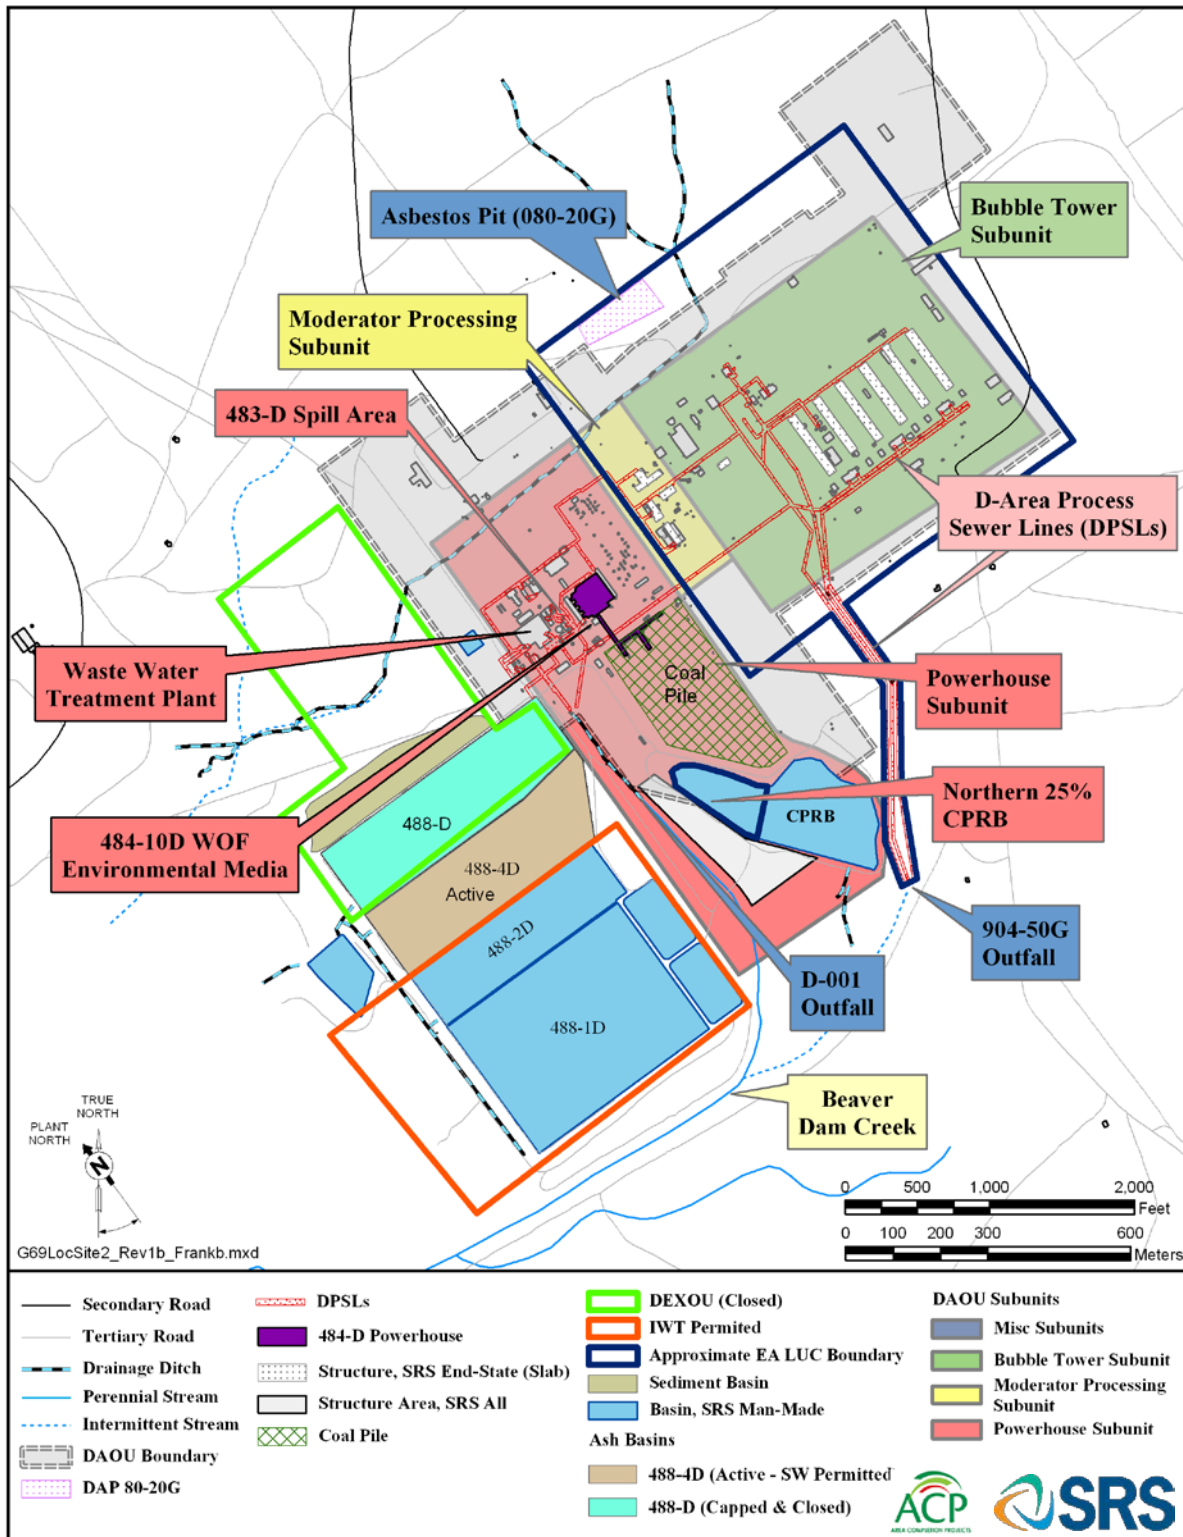 Asbestos Pit (080-20G)
Bubble Tower
Subunit
Moderator Processing
Subunit
483-D Spill Area
D-Area Process
Sewer Lines (DPSLs)
Waste Water
Treatment Plant
Coal
Pile
Powerhouse
Subunit
Northern 25%
CPRB
CPRB
484-10D WOF
Environmental Media
488-D
488-4D
Active
488-2D
488-1D
904-50G
Outfall
D-001
Outfall
Beaver
Dam Creek
TRUE
NORTH
PLANT
NORTH
N
0 500 1,000 2,000
Feet
0 100 200 300 600
Meters
G69LocSite2_Rev1b_Frankb.mxd
Secondary Road
Tertiary Road
Drainage Ditch
Perennial Stream
Intermittent Stream
DAOU Boundary
DAP 80-20G
DPSLs
484-D Powerhouse
Structure, SRS End-State (Slab)
Structure Area, SRS All
Coal Pile
DEXOU (Closed)
IWT Permited
Approximate EA LUC Boundary
Sediment Basin
Basin, SRS Man-Made
Ash Basins
488-4D (Active - SW Permitted
488-D (Capped & Closed)
DAOU Subunits
Misc Subunits
Bubble Tower Subunit
Moderator Processing
Subunit
Powerhouse Subunit
ACP
AREA COMPLETION PROJECTS
SRS